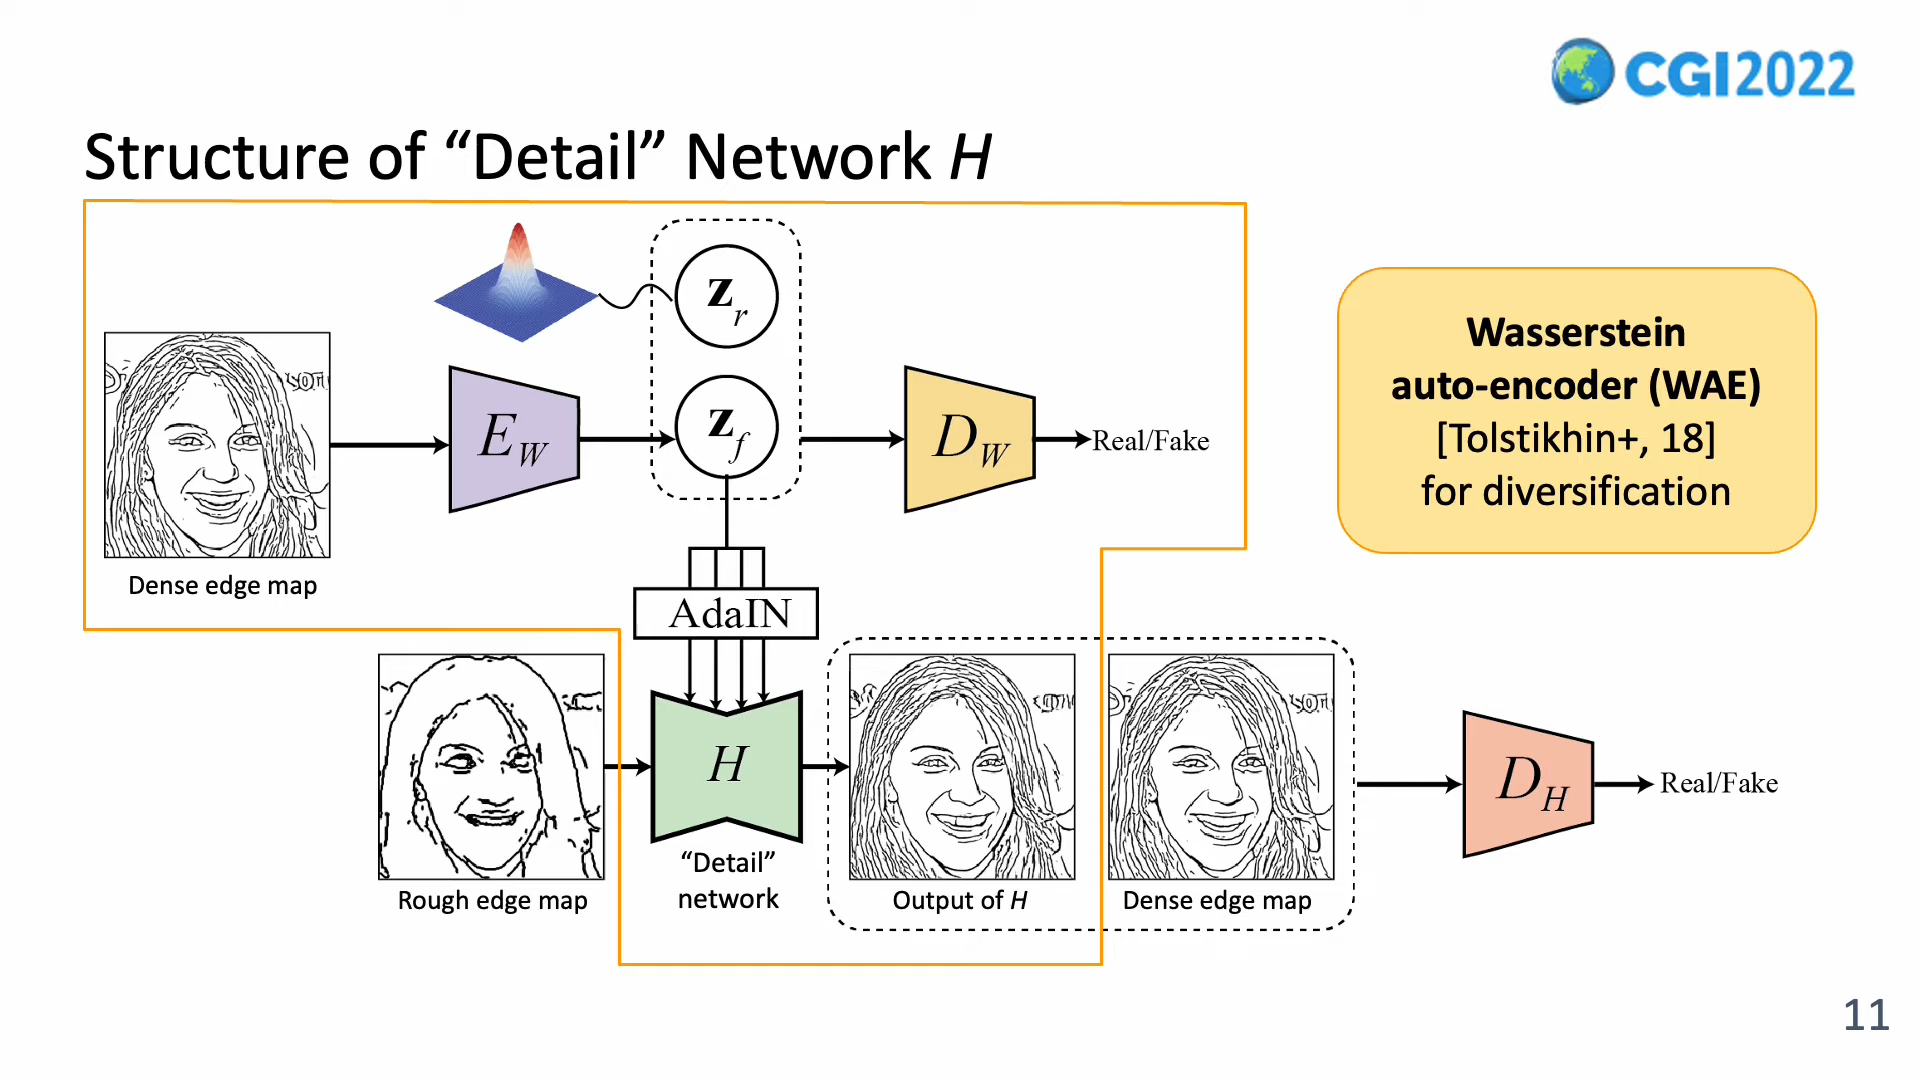 CGI2022
Structure of “Detail” Network H
z_r
z_f
E_W
D_W
Real/Fake
Dense edge map
AdaIN
Wasserstein
auto-encoder (WAE)
[Tolstikhin+, 18]
for diversification
H
D_H
Real/Fake
“Detail”
network
Rough edge map
Output of H
Dense edge map
11